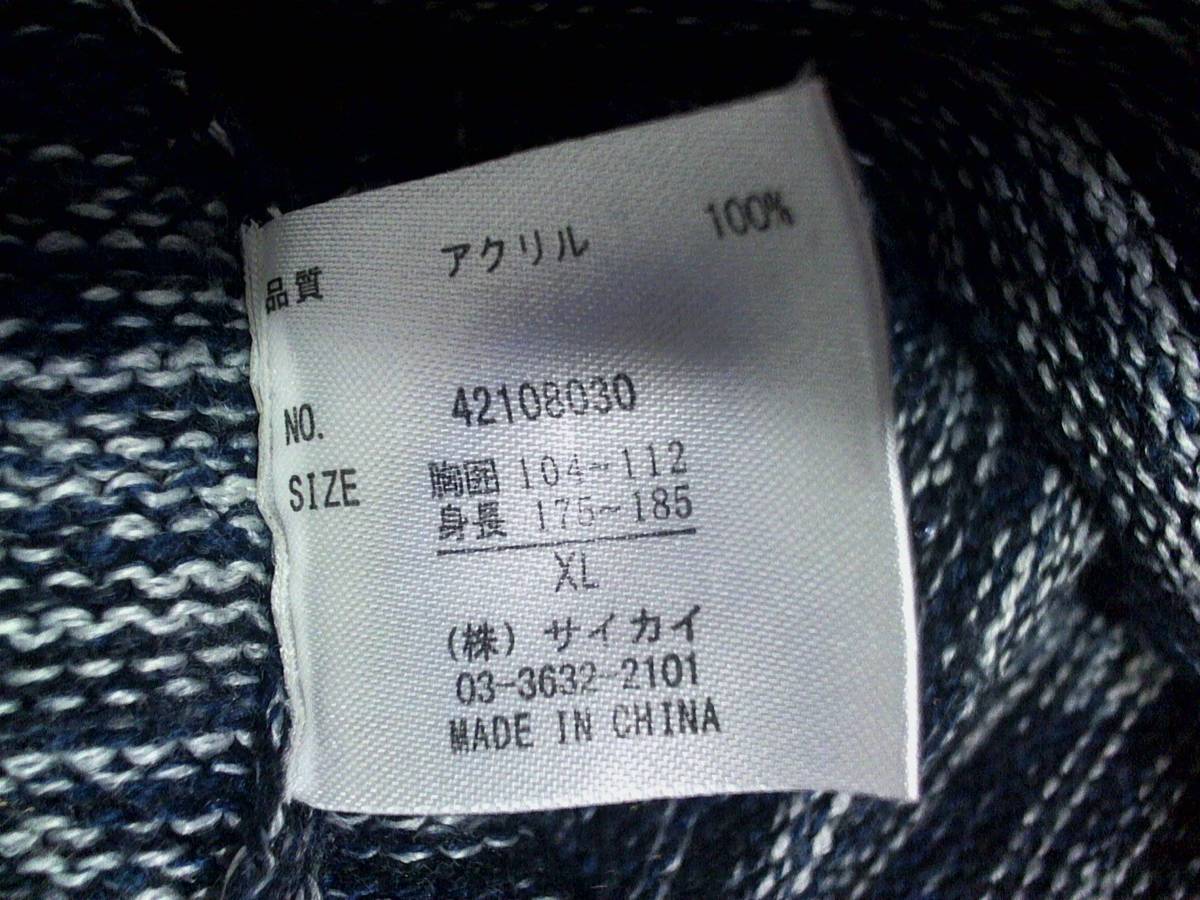 品質 アクリル 100%
NO. 42108030
SIZE 胸囲 104~112
身長 175~185
XL
(株) サイカイ
03-3632-2101
MADE IN CHINA